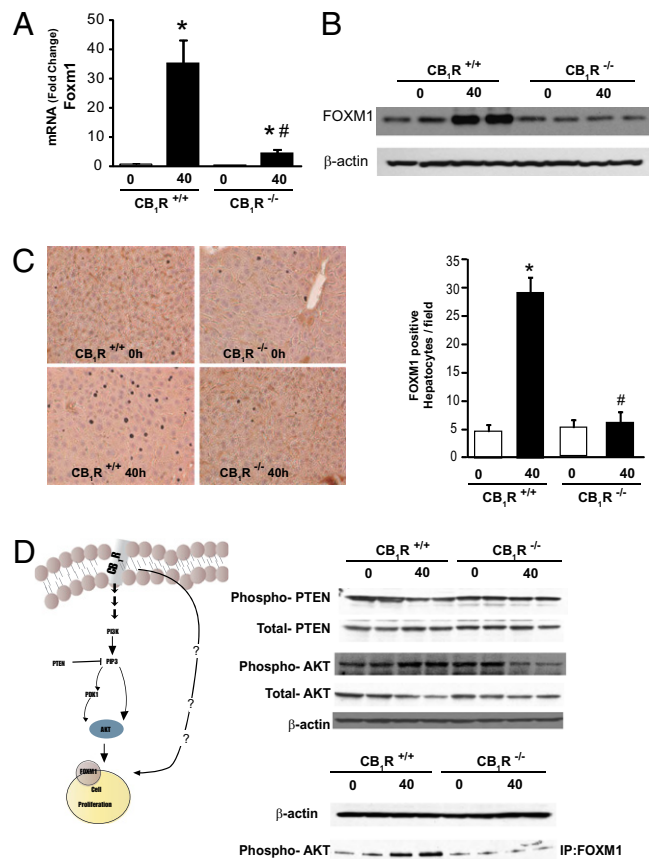 A
mRNA (Fold Change)
Foxm1
50
40
30
20
10
0
*
* #
0 40 0 40
CB1R +/+ CB1R -/-
B
CB1R +/+ CB1R -/-
0 40 0 40
FOXM1
β-actin
C
CB1R +/+ 0h
CB1R -/- 0h
CB1R +/+ 40h
CB1R -/- 40h
FOXM1 positive
Hepatocytes / field
35
30
25
20
15
10
5
0
*
#
0 40 0 40
CB1R +/+ CB1R -/-
D
CB1R
PI3K
PTEN
PIP3
PDK1
AKT
FOXM1
Cell
Proliferation
?
?
?
CB1R +/+ CB1R -/-
0 40 0 40
Phospho- PTEN
Total- PTEN
Phospho- AKT
Total- AKT
β-actin
CB1R +/+ CB1R -/-
0 40 0 40
β-actin
Phospho- AKT
IP:FOXM1